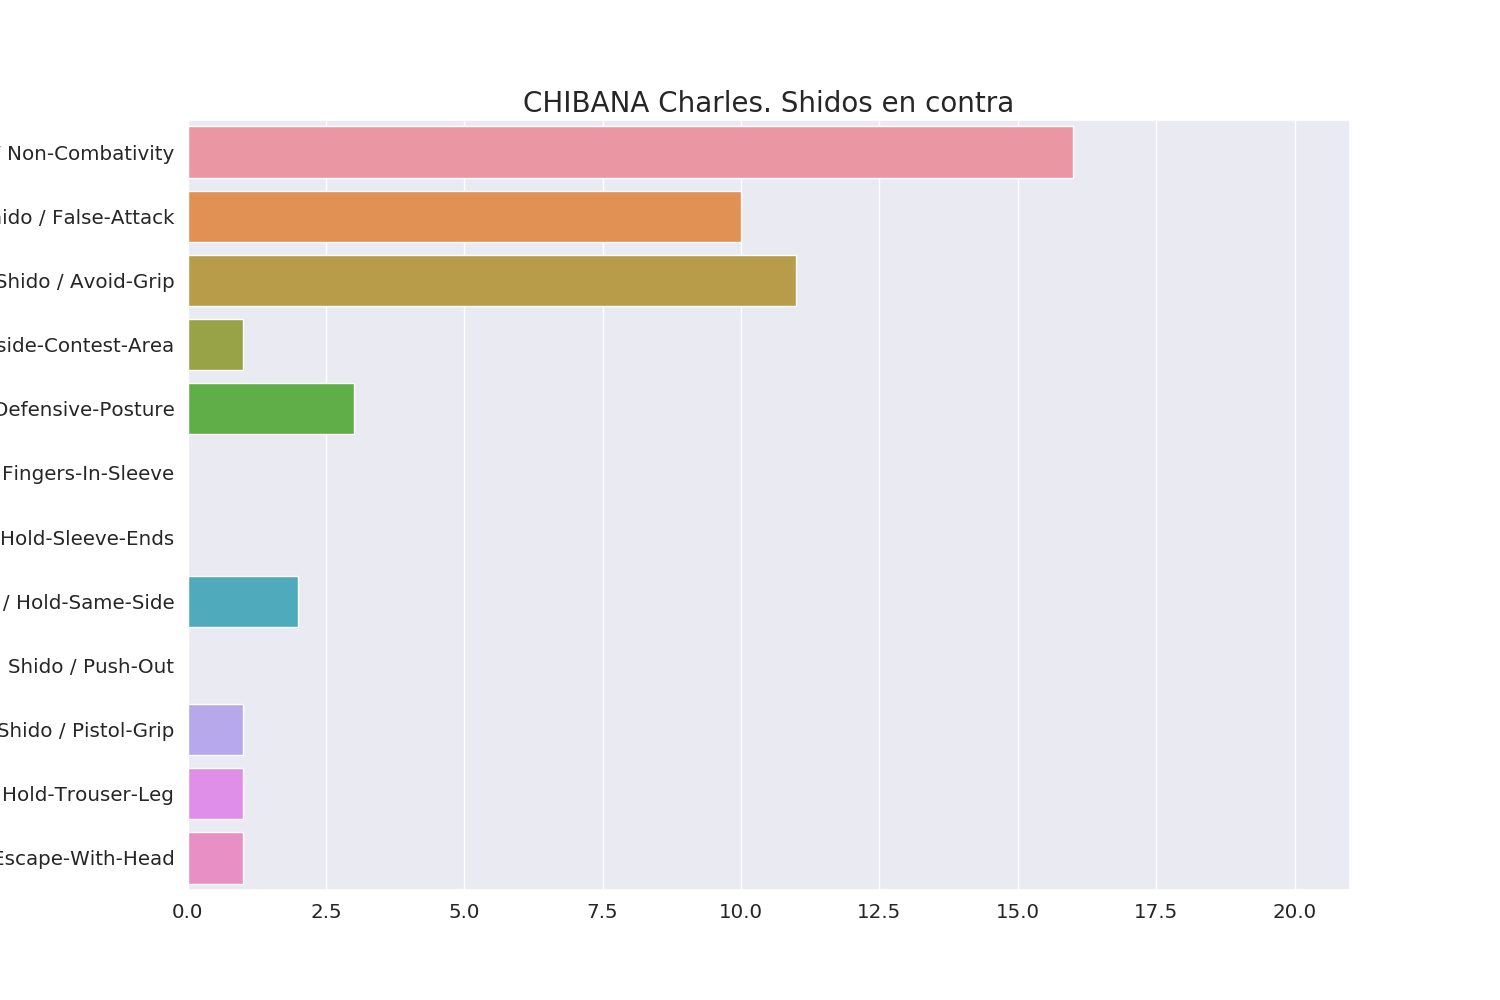 CHIBANA Charles. Shidos en contra
/ Non-Combativity
/ False-Attack
Shido / Avoid-Grip
-Contest-Area
Defensive-Posture
Fingers-In-Sleeve
Hold-Sleeve-Ends
/ Hold-Same-Side
Shido / Push-Out
Shido / Pistol-Grip
Hold-Trouser-Leg
Escape-With-Head
0.0 2.5 5.0 7.5 10.0 12.5 15.0 17.5 20.0